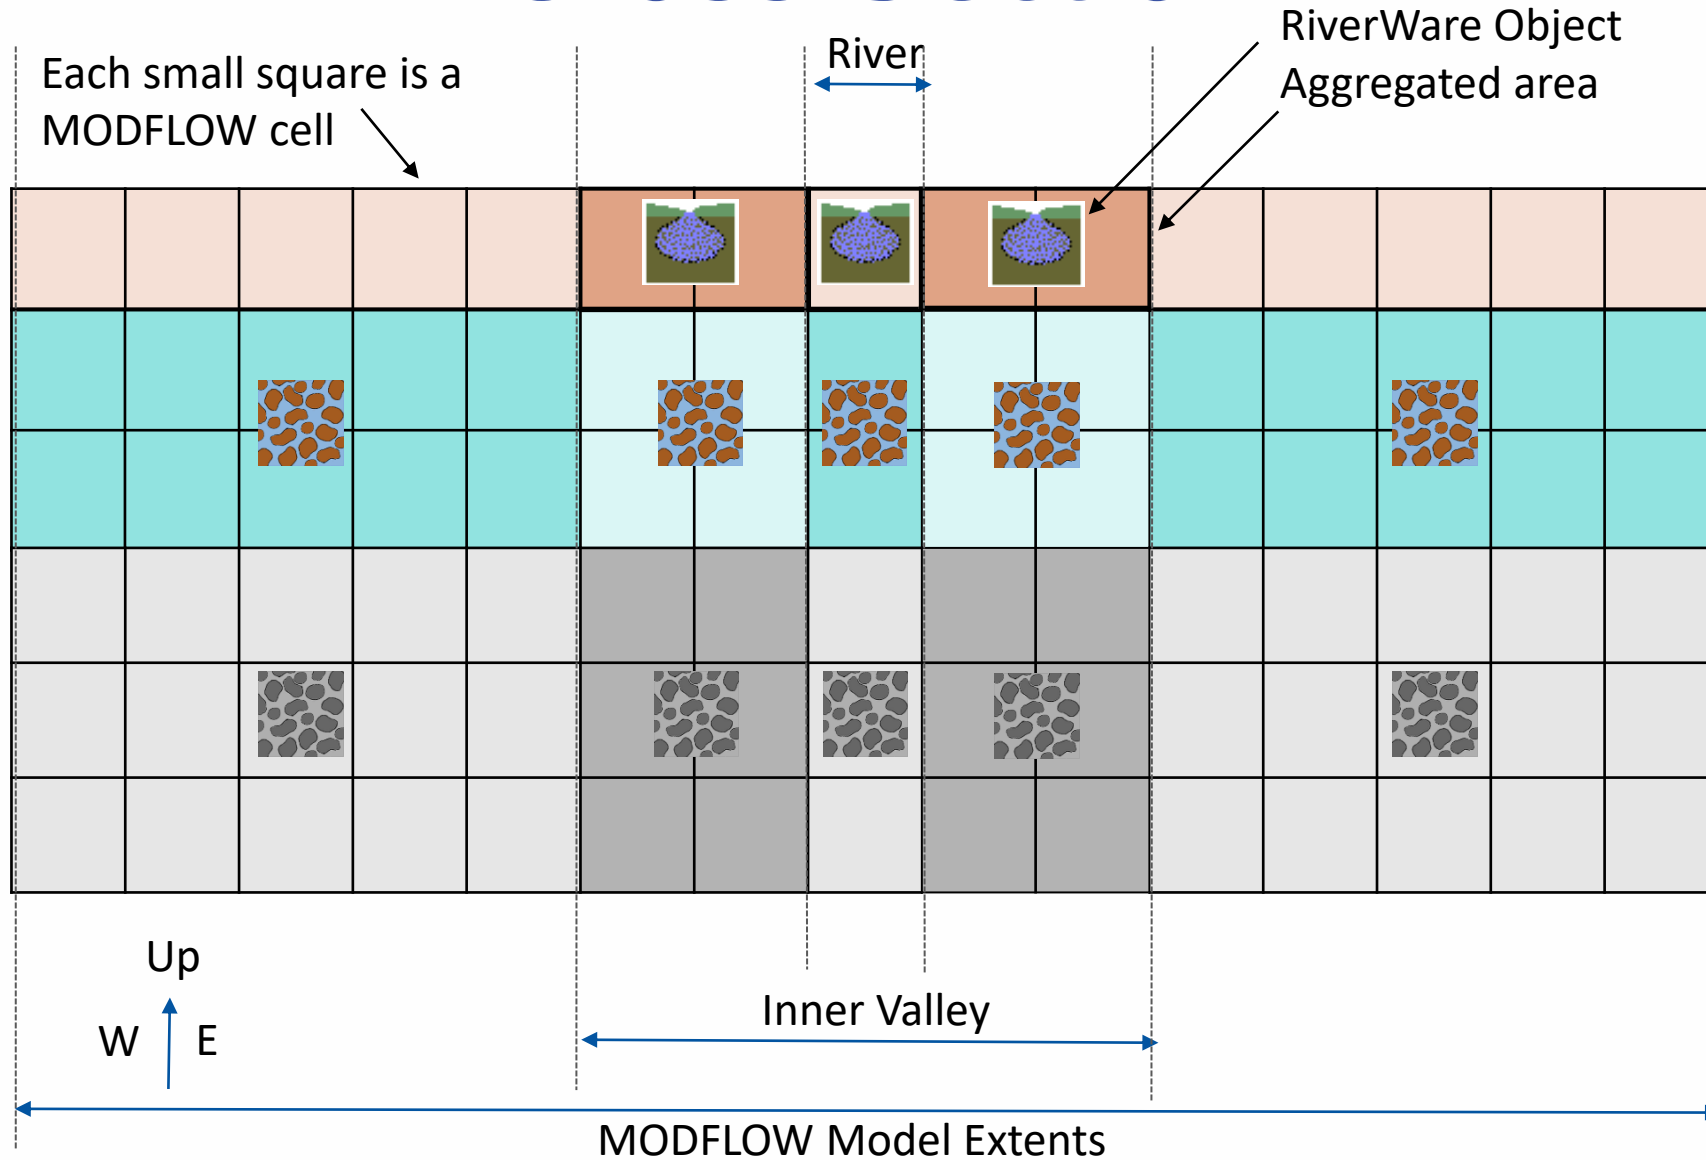 River
RiverWare Object
Aggregated area
Each small square is a
MODFLOW cell
Up
W E
Inner Valley
MODFLOW Model Extents